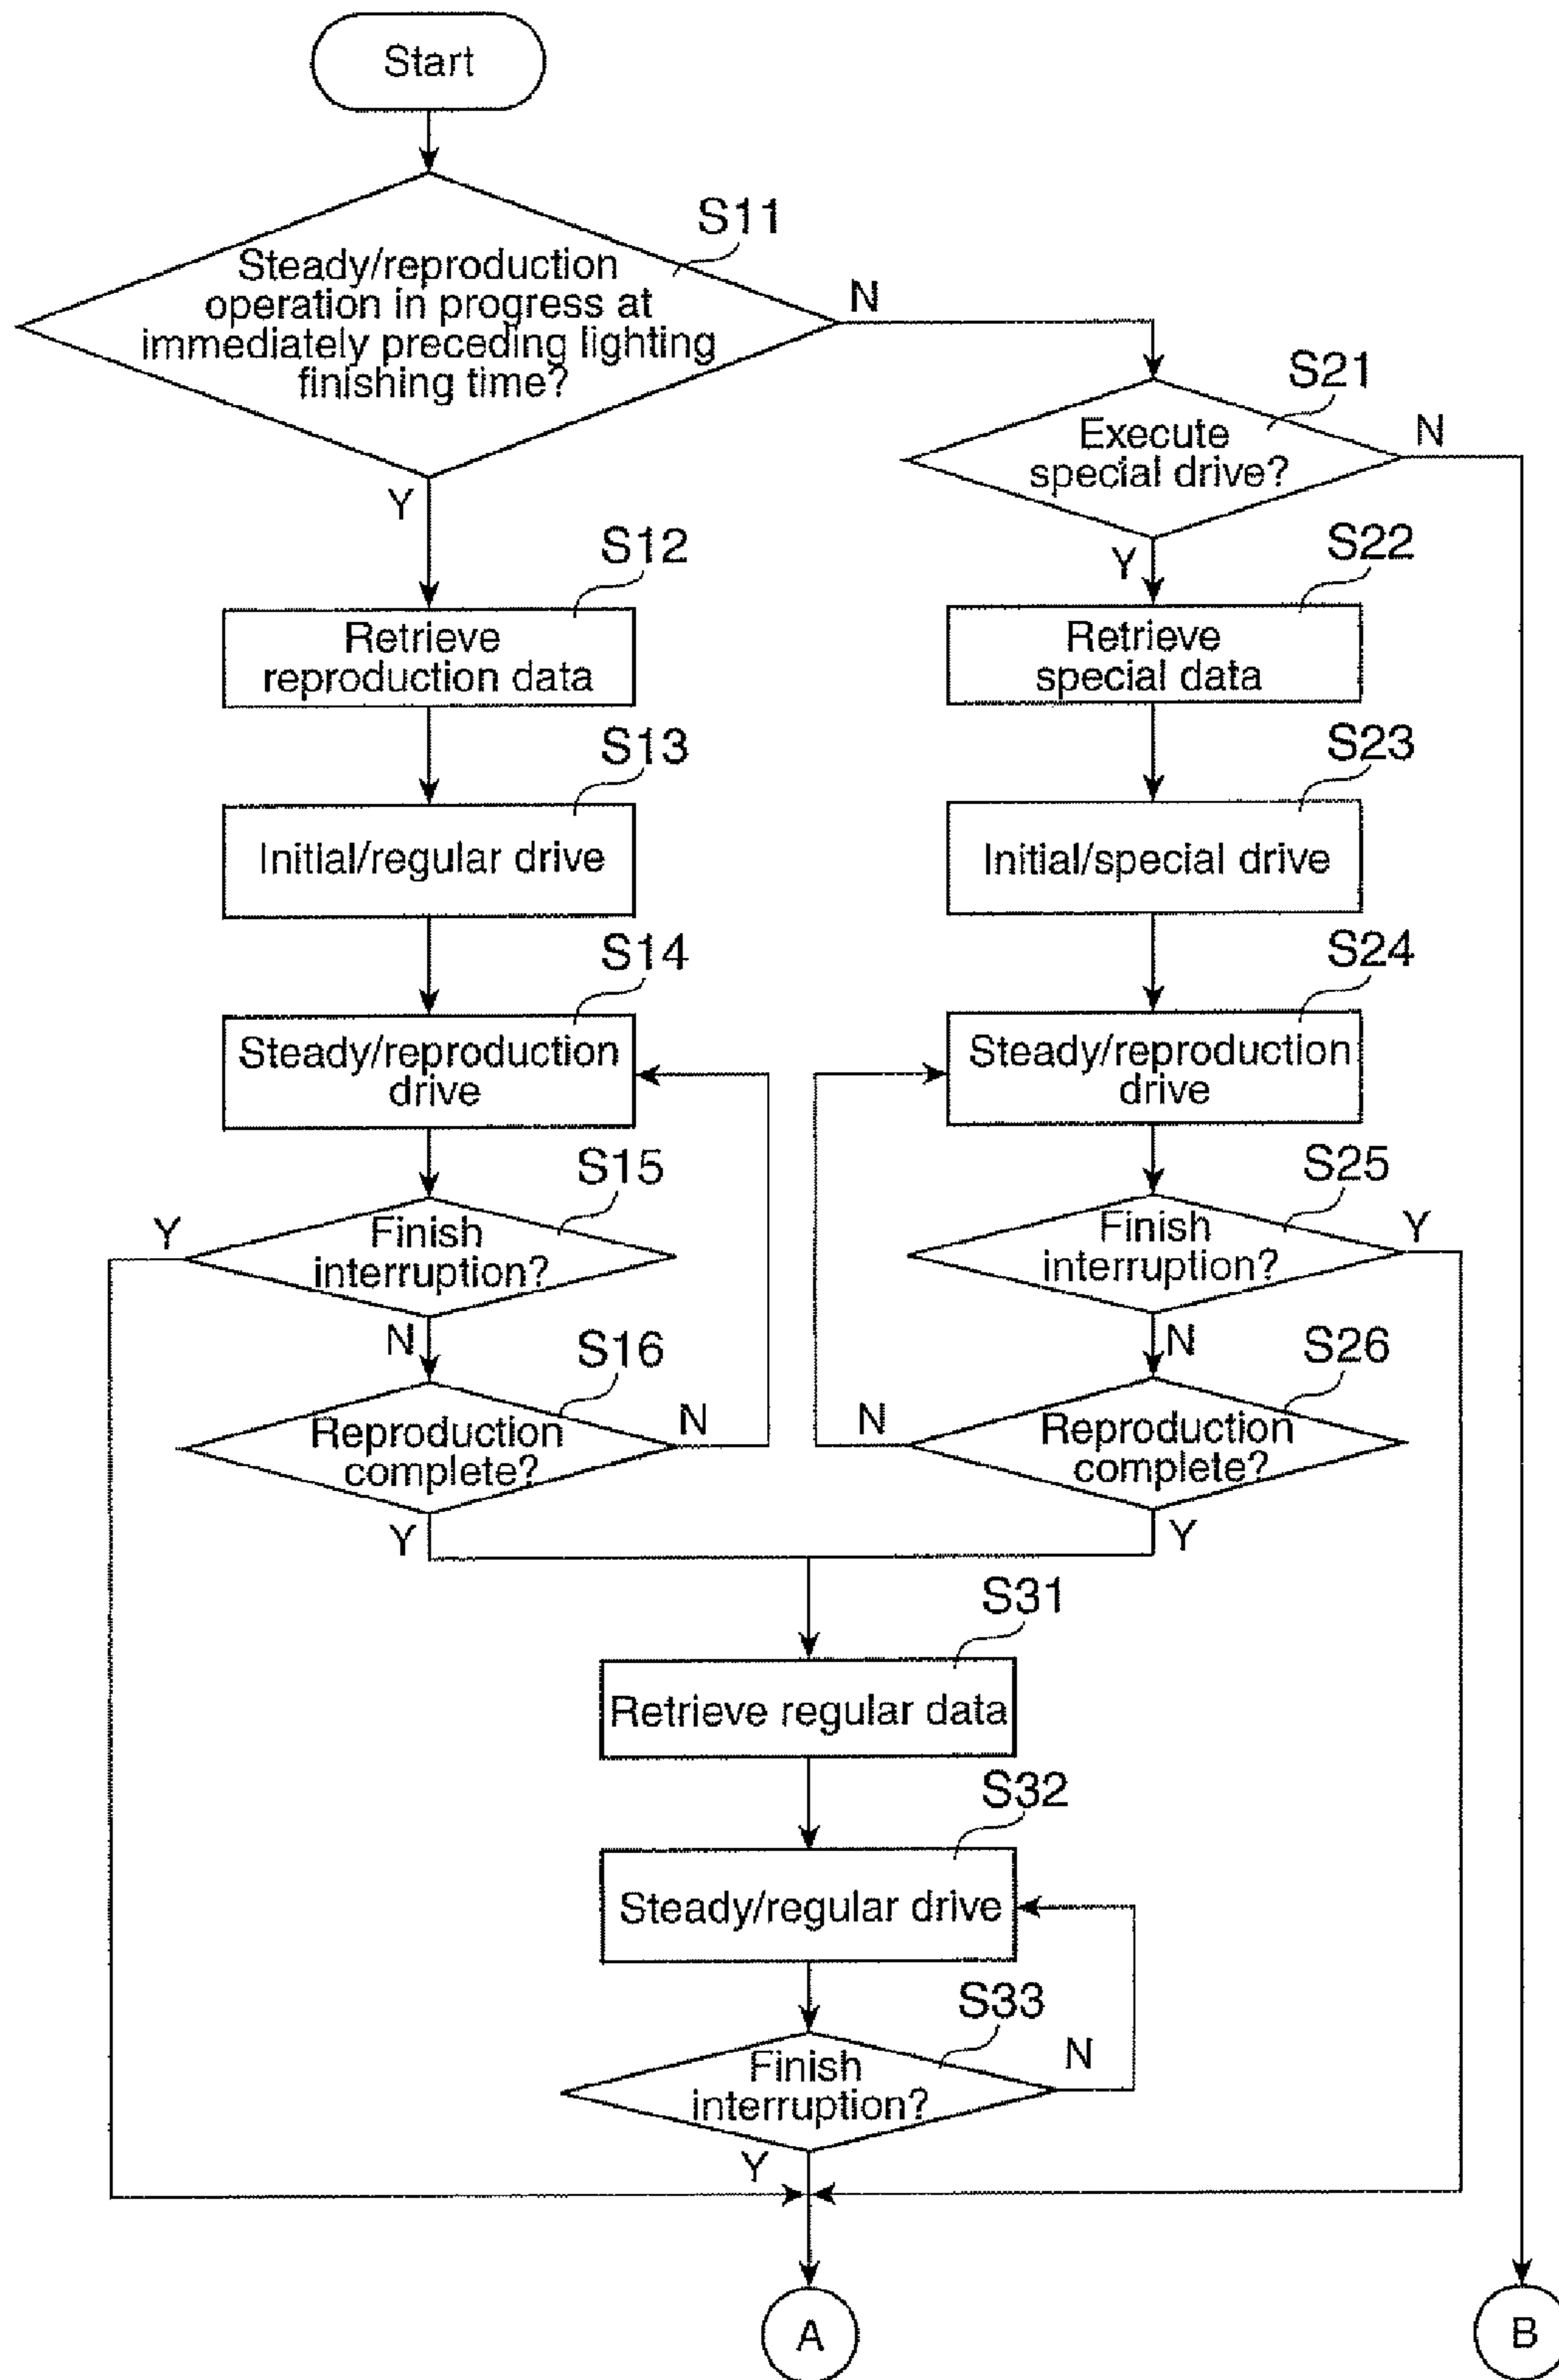 Start
S11
Steady/reproduction
operation in progress at
immediately preceding lighting
finishing time?
N
Y
S21
Execute
special drive?
N
Y
S12
Retrieve
reproduction data
S22
Retrieve
special data
S13
Initial/regular drive
S23
Initial/special drive
S14
Steady/reproduction
drive
S24
Steady/reproduction
drive
S15
Finish
interruption?
Y
N
S25
Finish
interruption?
Y
N
S16
Reproduction
complete?
N
Y
S26
Reproduction
complete?
N
Y
S31
Retrieve regular data
S32
Steady/regular drive
S33
Finish
interruption?
N
Y
A
B